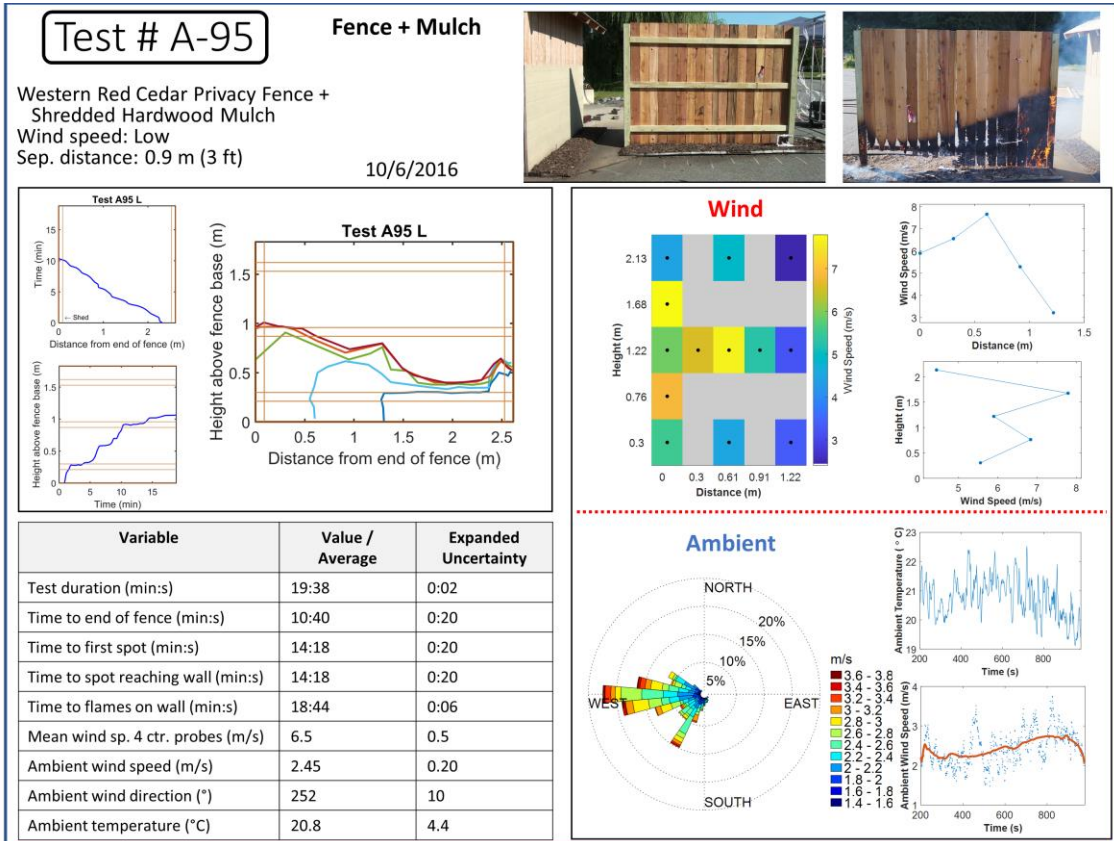 Test # A-95
Fence + Mulch
Western Red Cedar Privacy Fence +
Shredded Hardwood Mulch
Wind speed: Low
Sep. distance: 0.9 m (3 ft)
10/6/2016
Test A95 L
Time (min)
15
10
5
0
← Shed
0 1 2
Distance from end of fence (m)
Height above fence base (m)
1.5
1
0.5
0
0 5 10 15
Time (min)
Test A95 L
Height above fence base (m)
1.5
1
0.5
0
0 0.5 1 1.5 2 2.5
Distance from end of fence (m)
Wind
Height (m)
2.13
1.68
1.22
0.76
0.3
0 0.3 0.61 0.91 1.22
Distance (m)
7
6
5
4
3
Wind Speed (m/s)
Wind Speed (m/s)
8
7
6
5
4
3
0 0.5 1 1.5
Distance (m)
Height (m)
2
1.5
1
0.5
0
5 6 7 8
Wind Speed (m/s)
Variable Value / Average Expanded Uncertainty
Test duration (min:s) 19:38 0:02
Time to end of fence (min:s) 10:40 0:20
Time to first spot (min:s) 14:18 0:20
Time to spot reaching wall (min:s) 14:18 0:20
Time to flames on wall (min:s) 18:44 0:06
Mean wind sp. 4 ctr. probes (m/s) 6.5 0.5
Ambient wind speed (m/s) 2.45 0.20
Ambient wind direction (°) 252 10
Ambient temperature (°C) 20.8 4.4
Ambient
NORTH
20%
15%
10%
5%
WEST
EAST
SOUTH
m/s
3.6 - 3.8
3.4 - 3.6
3.2 - 3.4
3 - 3.2
2.8 - 3
2.6 - 2.8
2.4 - 2.6
2.2 - 2.4
2 - 2.2
1.8 - 2
1.6 - 1.8
1.4 - 1.6
Ambient Temperature ( ° C)
23
22
21
20
19
200 400 600 800
Time (s)
Ambient Wind Speed (m/s)
4
3
2
1
200 400 600 800
Time (s)